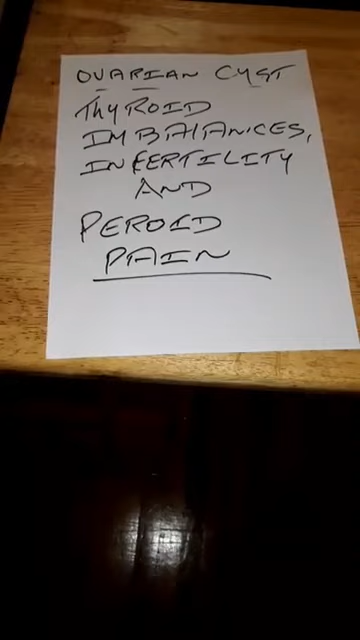 OVARIAN CYST
THYROID
IMBALANCES,
INFERTILITY
AND
PEROID
PAIN